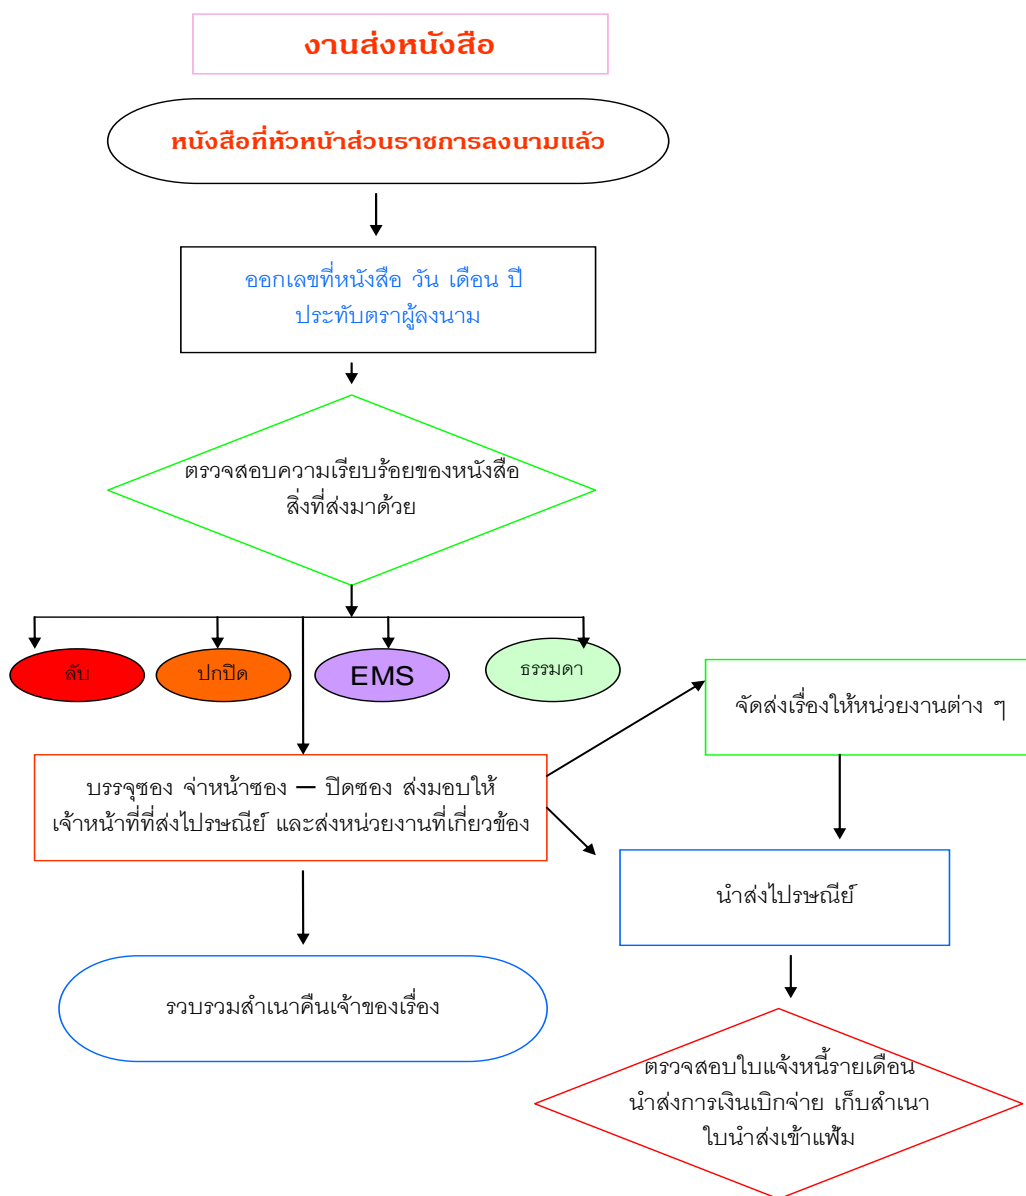 งานส่งหนังสือ
หนังสือที่หัวหน้าส่วนราชการลงนามแล้ว
ออกเลขที่หนังสือ วัน เดือน ปี
ประทับตราผู้ลงนาม
ตรวจสอบความเรียบร้อยของหนังสือ
สิ่งที่ส่งมาด้วย
ลับ
ปกปิด
EMS
ธรรมดา
จัดส่งเรื่องให้หน่วยงานต่าง ๆ
บรรจุซอง จ่าหน้าซอง – ปิดซอง ส่งมอบให้
เจ้าหน้าที่ที่ส่งไปรษณีย์ และส่งหน่วยงานที่เกี่ยวข้อง
นำส่งไปรษณีย์
รวบรวมสำเนาคืนเจ้าของเรื่อง
ตรวจสอบใบแจ้งหนี้รายเดือน
นำส่งการเงินเบิกจ่าย เก็บสำเนา
ใบนำส่งเข้าแฟ้ม